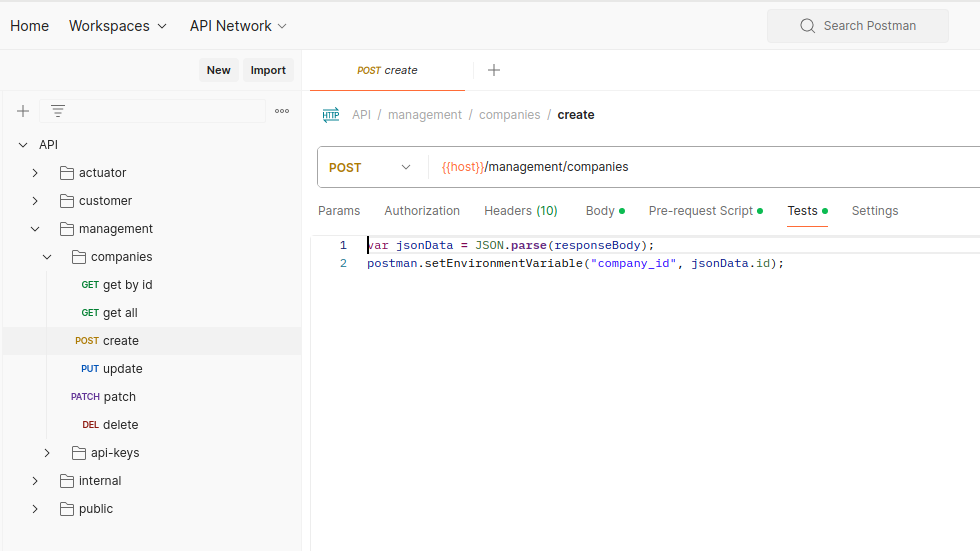 Home Workspaces API Network Search Postman
New Import
POST create
API / management / companies / create
HTTP
API
actuator
customer
management
companies
GET get by id
GET get all
POST create
PUT update
PATCH patch
DEL delete
api-keys
internal
public
POST {{host}}/management/companies
Params Authorization Headers (10) Body Pre-request Script Tests Settings
1 var jsonData = JSON.parse(responseBody);
2 postman.setEnvironmentVariable("company_id", jsonData.id);